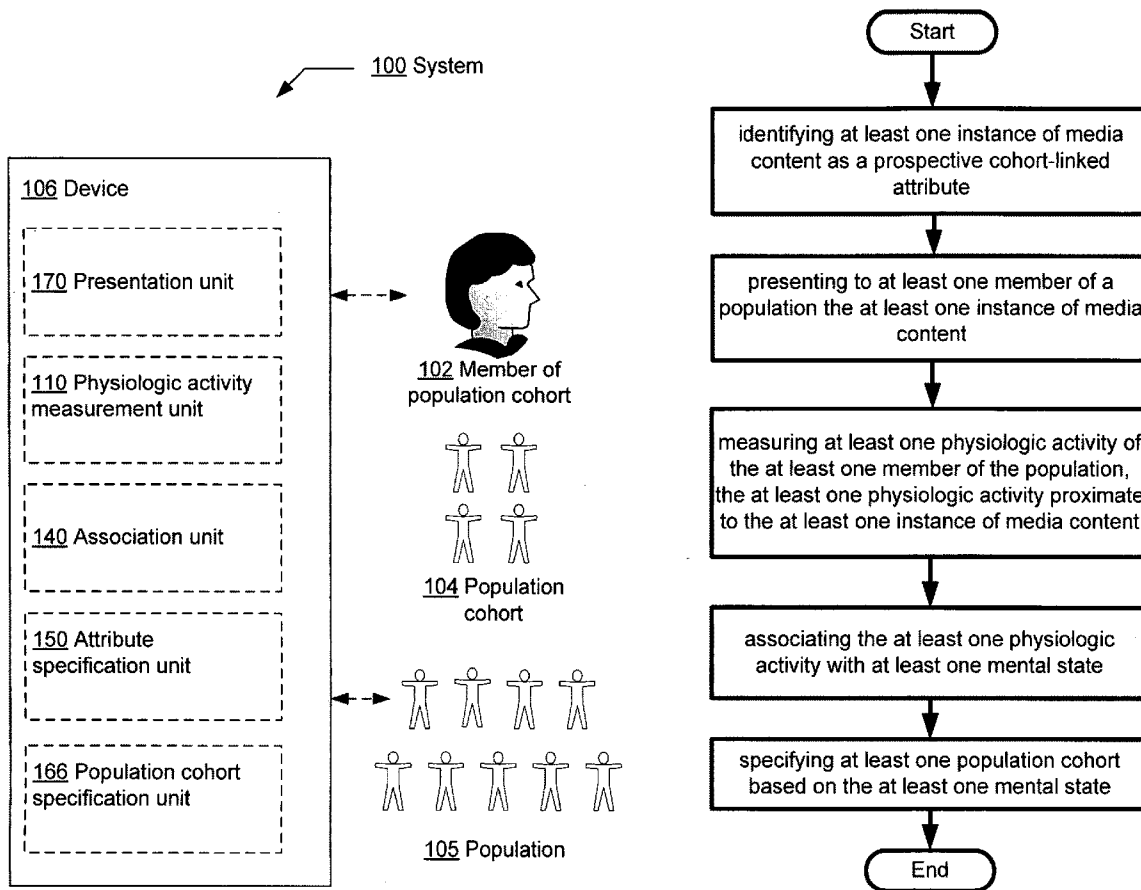 100 System
106 Device
170 Presentation unit
110 Physiologic activity
measurement unit
140 Association unit
150 Attribute
specification unit
166 Population cohort
specification unit
102 Member of
population cohort
104 Population
cohort
105 Population
Start
identifying at least one instance of media
content as a prospective cohort-linked
attribute
presenting to at least one member of a
population the at least one instance of media
content
measuring at least one physiologic activity of
the at least one member of the population,
the at least one physiologic activity proximate
to the at least one instance of media content
associating the at least one physiologic
activity with at least one mental state
specifying at least one population cohort
based on the at least one mental state
End